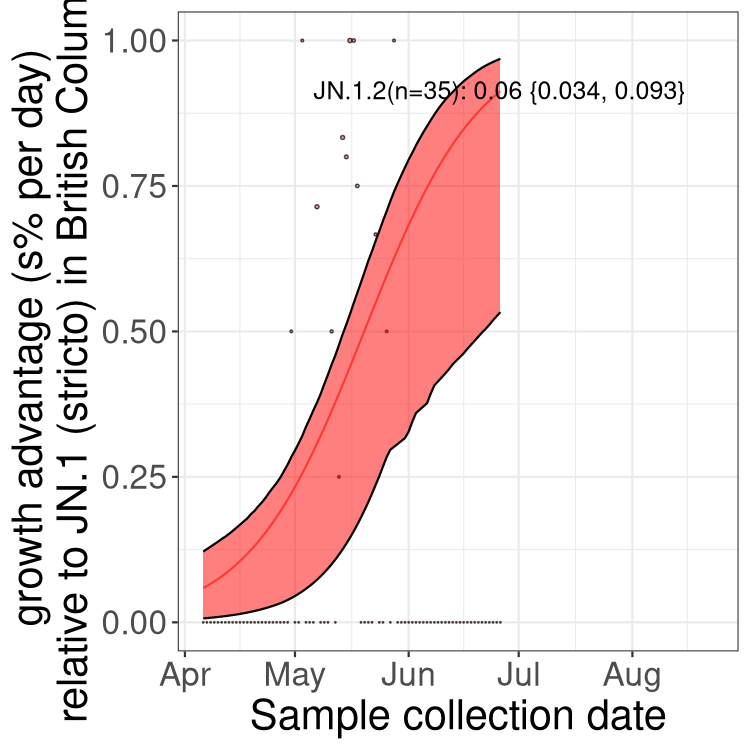 growth advantage (s% per day)
relative to JN.1 (stricto) in British Colum
1.00
0.75
0.50
0.25
0.00
JN.1.2(n=35): 0.06 {0.034, 0.093}
Apr May Jun Jul Aug
Sample collection date